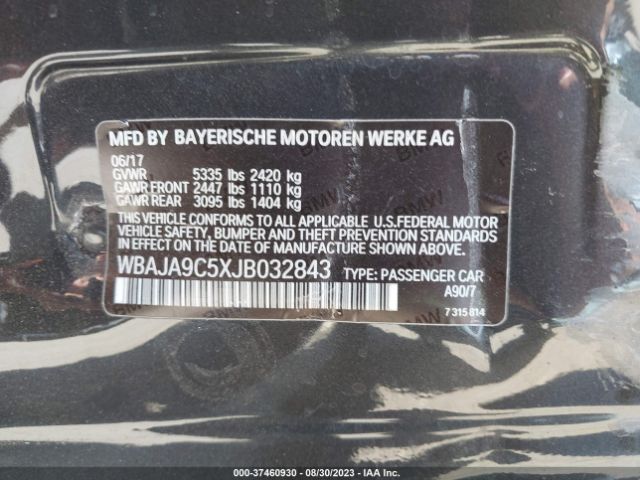 MFD BY BAYERISCHE MOTOREN WERKE AG
06/17
GVWR 5335 lbs 2420 kg
GAWR FRONT 2447 lbs 1110 kg
GAWR REAR 3095 lbs 1404 kg
THIS VEHICLE CONFORMS TO ALL APPLICABLE U.S.FEDERAL MOTOR
VEHICLE SAFETY, BUMPER AND THEFT PREVENTION
STANDARDS IN EFFECT ON THE DATE OF MANUFACTURE SHOWN ABOVE.
WBAJA9C5XJB032843 TYPE: PASSENGER CAR
A90/7
7 315 814
000-37460930 - 08/30/2023 - IAA Inc.